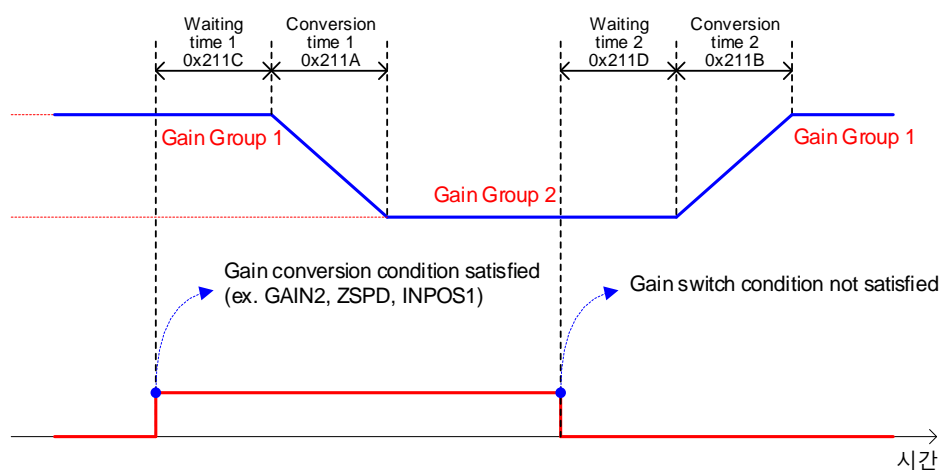 Waiting
time 1
0x211C
Conversion
time 1
0x211A
Waiting
time 2
0x211D
Conversion
time 2
0x211B
Gain Group 1
Gain Group 2
Gain Group 1
Gain conversion condition satisfied
(ex. GAIN2, ZSPD, INPOS1)
Gain switch condition not satisfied
시간